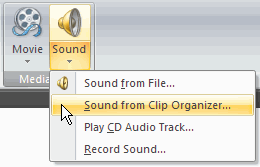 Movie Sound
Media
Sound from File...
Sound from Clip Organizer...
Play CD Audio Track...
Record Sound...